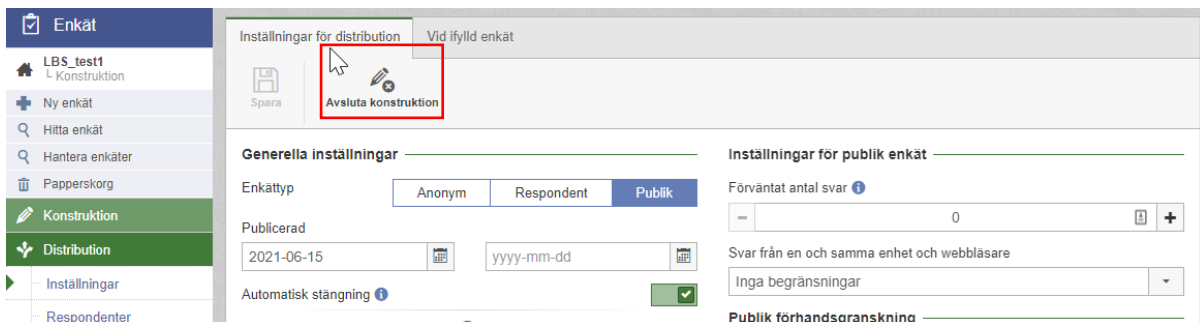 Enkät
LBS_test1
Konstruktion
Ny enkät
Hitta enkät
Hantera enkäter
Papperskorg
Konstruktion
Distribution
Inställningar
Respondenter
Inställningar för distribution
Vid ifylld enkät
Spara
Avsluta konstruktion
Generella inställningar
Enkättyp
Anonym
Respondent
Publik
Publicerad
2021-06-15
yyyy-mm-dd
Automatisk stängning
Inställningar för publik enkät
Förväntat antal svar
0
Svar från en och samma enhet och webbläsare
Inga begränsningar
Publik förhandsgranskning